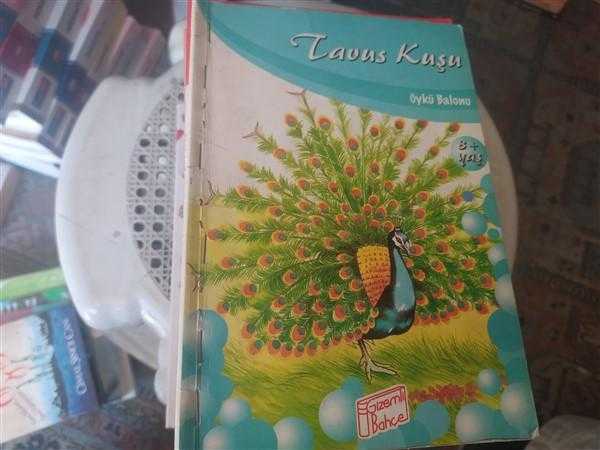 Tavus Kuşu
öykü Balonu
8+
yaş
Gizemli
Bahçe